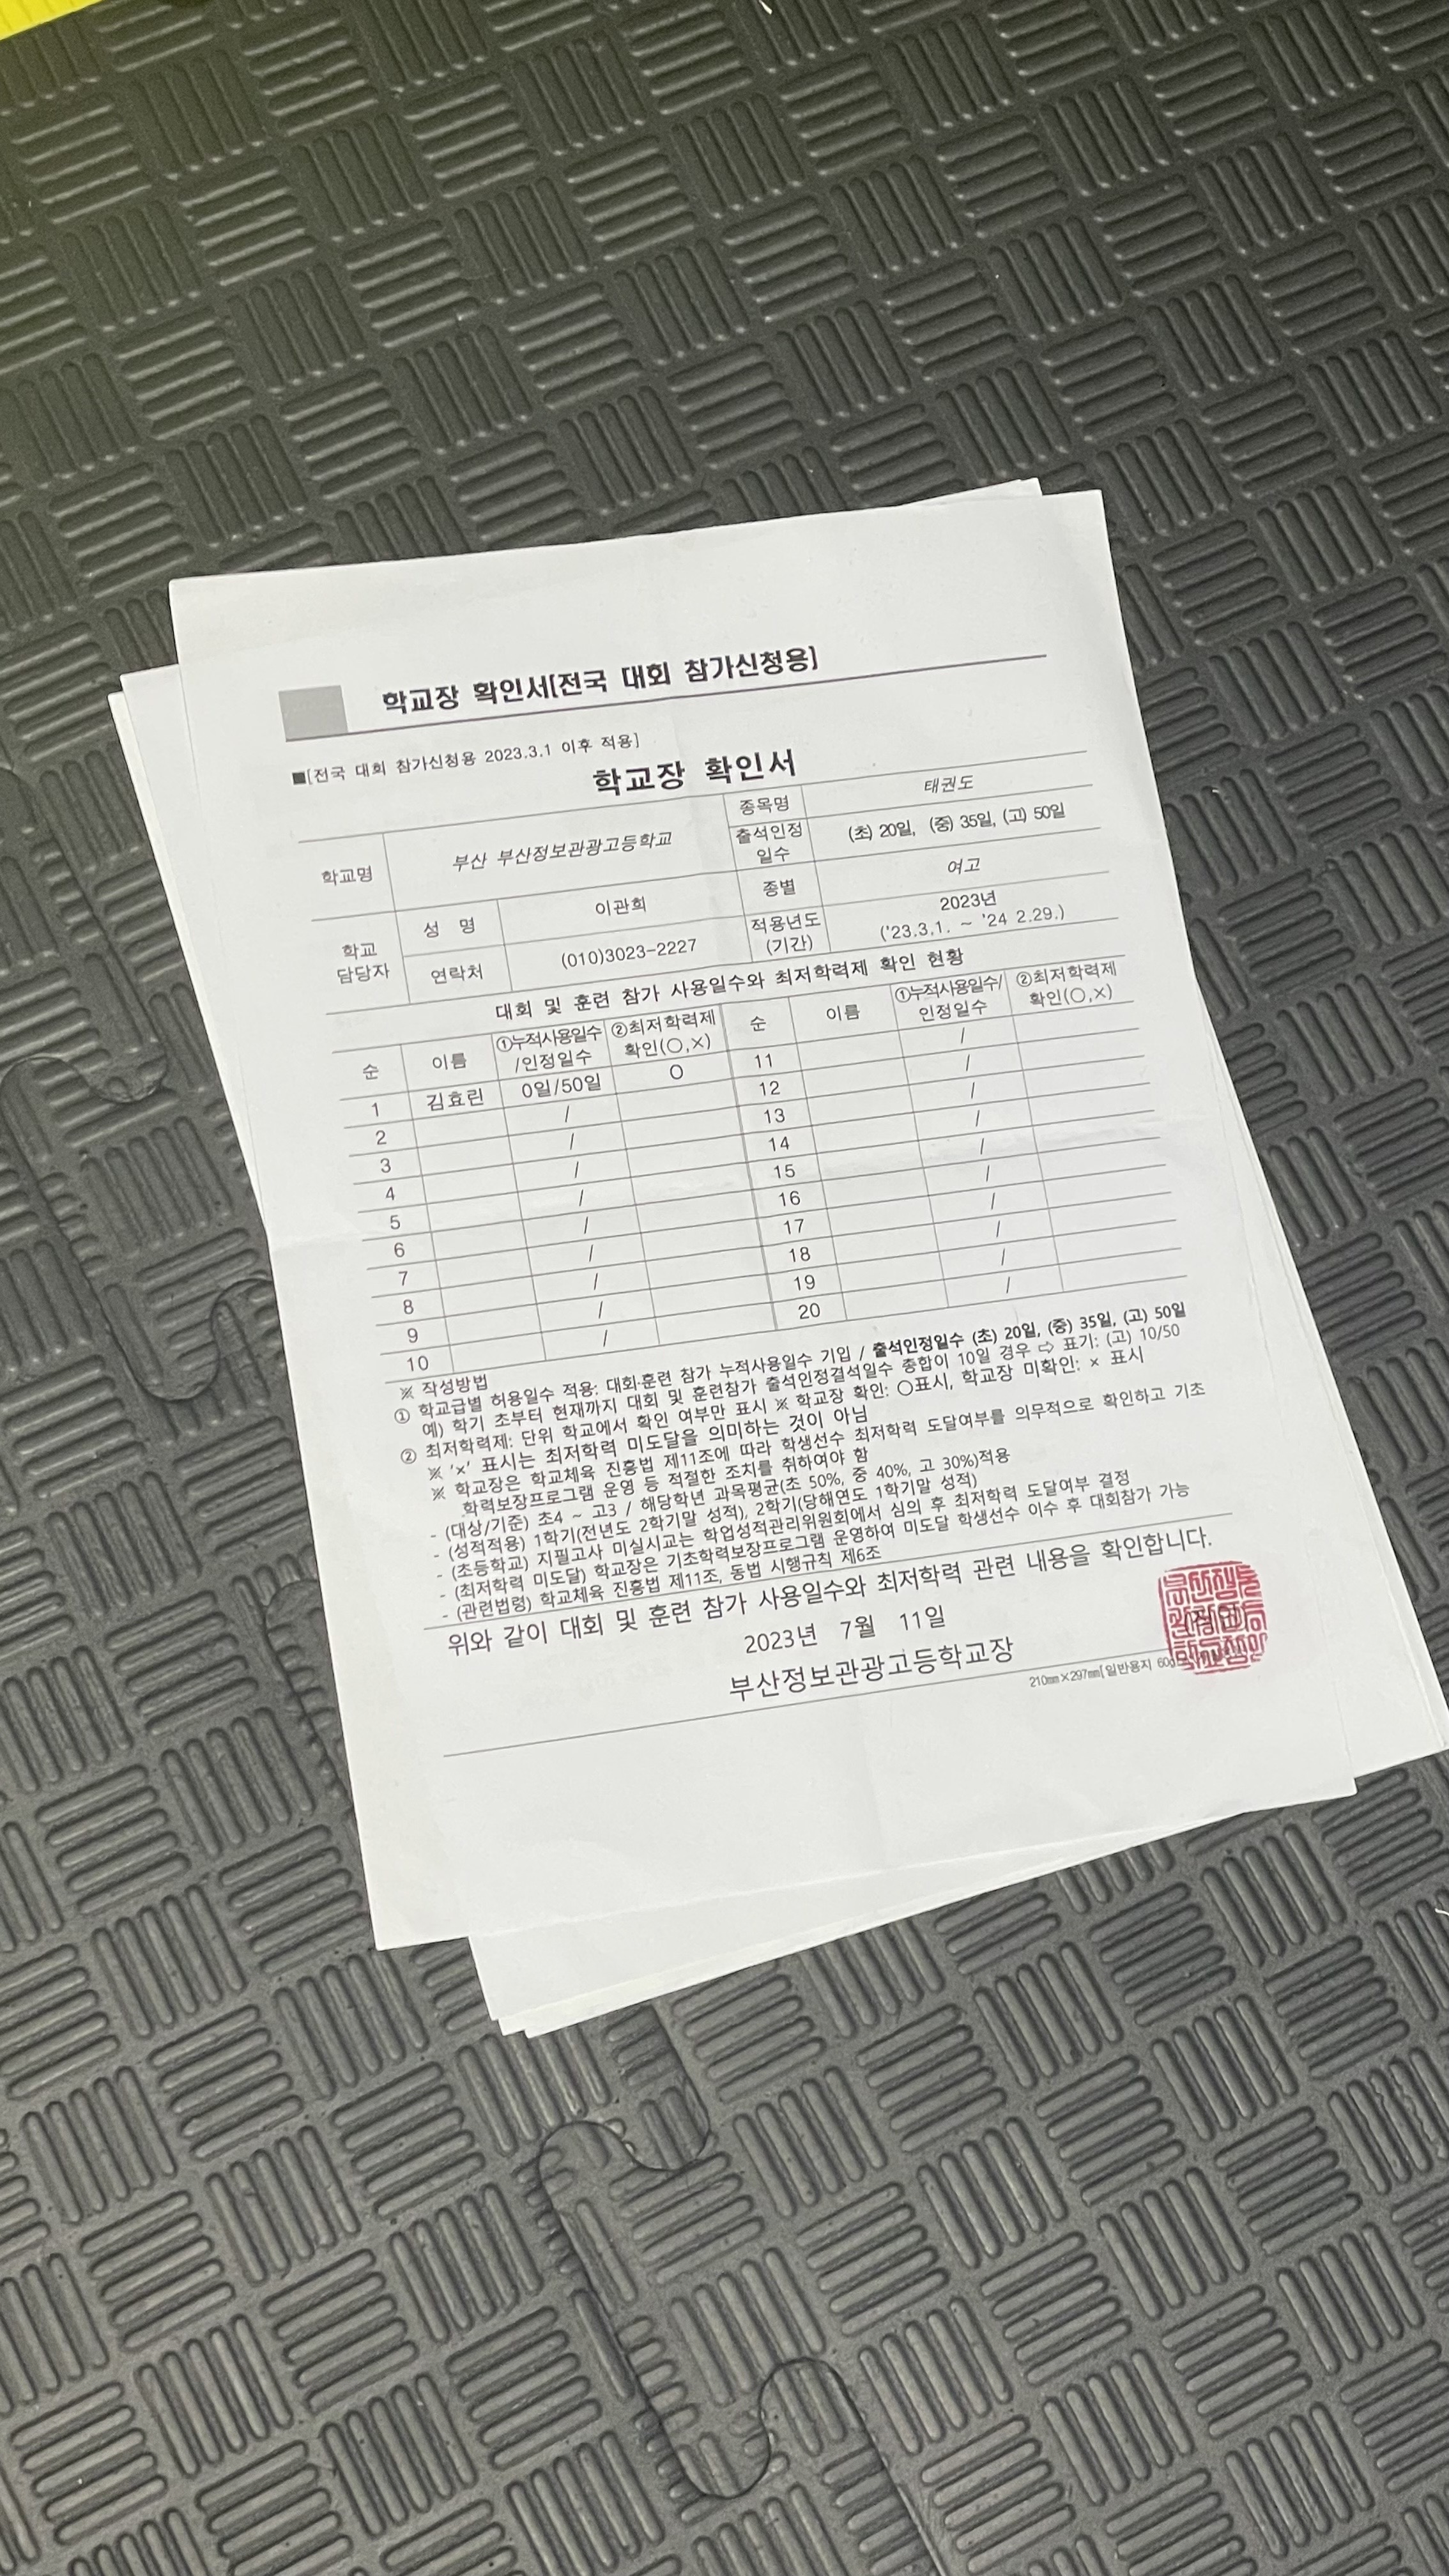 학교장 확인서[전국 대회 참가신청용]
■[전국 대회 참가신청용 2023.3.1 이후 적용]
학교장 확인서
학교명 부산 부산정보관광고등학교 종목명 태권도
출석인정 일수 (초) 20일, (중) 35일, (고) 50일
학교 담당자 성 명 이관희 종별 여고
연락처 (010)3023-2227 적용년도 (기간) 2023년 ('23.3.1. ~ '24 2.29.)
대회 및 훈련 참가 사용일수와 최저학력제 확인 현황
순 이름 ①누적사용일수 /인정일수 ②최저학력제 확인(○,×) 순 이름 ①누적사용일수/ 인정일수 ②최저학력제 확인(○,×)
1 김효린 0일/50일 O 11 /
2 / 12 /
3 / 13 /
4 / 14 /
5 / 15 /
6 / 16 /
7 / 17 /
8 / 18 /
9 / 19 /
10 / 20 /
※ 작성방법
① 학교급별 허용일수 적용: 대회·훈련 참가 누적사용일수 기입 / 출석인정일수 (초) 20일, (중) 35일, (고) 50일
예) 학기 초부터 현재까지 대회 및 훈련참가 출석인정결석일수 총합이 10일 경우 ⇨ 표기: (고) 10/50
② 최저학력제: 단위 학교에서 확인 여부만 표시 ※ 학교장 확인: ○표시, 학교장 미확인: × 표시
※ '×' 표시는 최저학력 미도달을 의미하는 것이 아님
※ 학교장은 학교체육 진흥법 제11조에 따라 학생선수 최저학력 도달여부를 의무적으로 확인하고 기초
학력보장프로그램 운영 등 적절한 조치를 취하여야 함
- (대상/기준) 초4 ~ 고3 / 해당학년 과목평균(초 50%, 중 40%, 고 30%)적용
- (성적적용) 1학기(전년도 2학기말 성적), 2학기(당해연도 1학기말 성적)
- (초등학교) 지필고사 미실시교는 학업성적관리위원회에서 심의 후 최저학력 도달여부 결정
- (최저학력 미도달) 학교장은 기초학력보장프로그램 운영하여 미도달 학생선수 이수 후 대회참가 가능
- (관련법령) 학교체육 진흥법 제11조, 동법 시행규칙 제6조
위와 같이 대회 및 훈련 참가 사용일수와 최저학력 관련 내용을 확인합니다.
2023년 7월 11일
부산정보관광고등학교장 (직인)
210㎜×297㎜[일반용지 60g